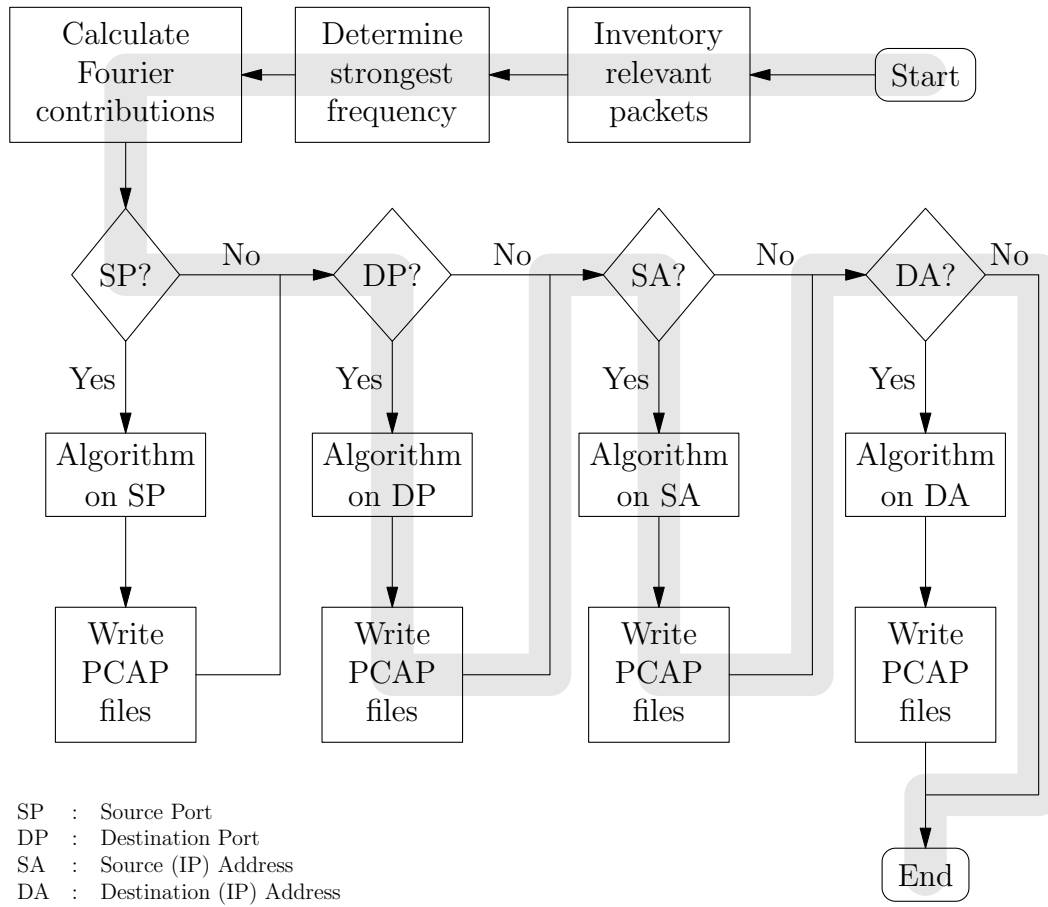 Calculate
Fourier
contributions
Determine
strongest
frequency
Inventory
relevant
packets
Start
SP?
No
DP?
No
SA?
No
DA?
No
Yes
Yes
Yes
Yes
Algorithm
on SP
Algorithm
on DP
Algorithm
on SA
Algorithm
on DA
Write
PCAP
files
Write
PCAP
files
Write
PCAP
files
Write
PCAP
files
SP : Source Port
DP : Destination Port
SA : Source (IP) Address
DA : Destination (IP) Address
End